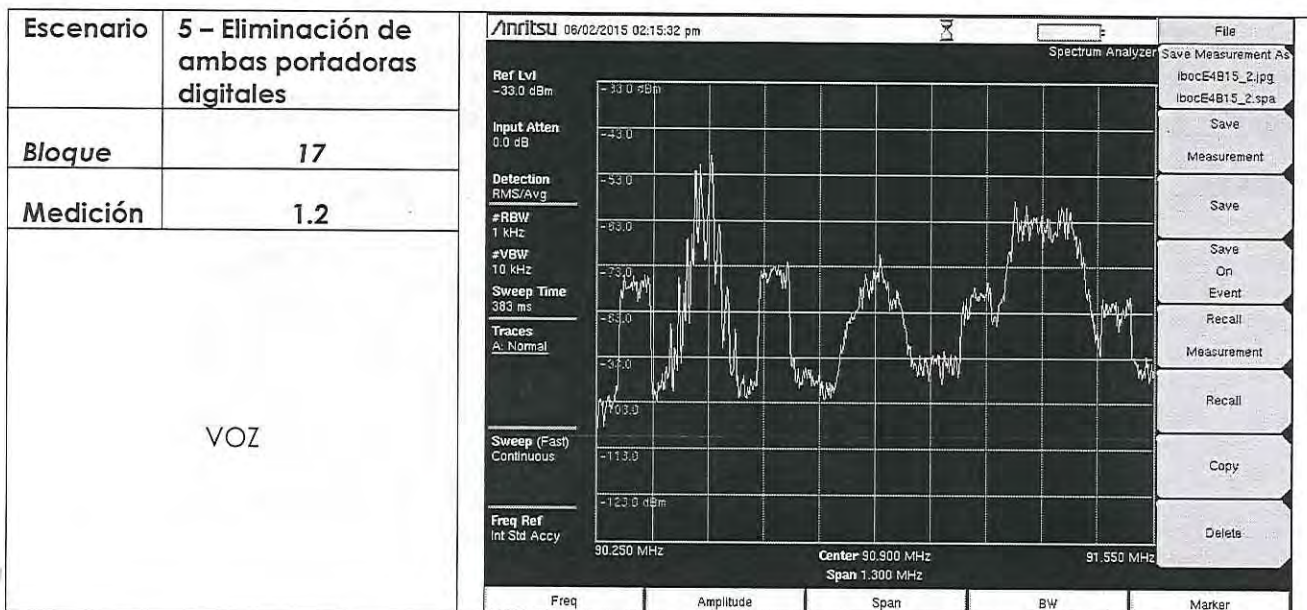 Escenario
5 – Eliminación de
ambas portadoras
digitales
Bloque
17
Medición
1.2
VOZ
Anritsu 06/02/2015 02:15:32 pm
Spectrum Analyzer
Ref Lvl
-33.0 dBm
Input Atten
0.0 dB
Detection
RMS/Avg
#RBW
1 kHz
#VBW
10 kHz
Sweep Time
383 ms
Traces
A: Normal
Sweep (Fast)
Continuous
Freq Ref
Int Std Accy
-33.0 dBm
-43.0
-53.0
-63.0
-73.0
-83.0
-93.0
-103.0
-113.0
-123.0 dBm
90.250 MHz
Center 90.900 MHz
91.550 MHz
Span 1.300 MHz
File
Save Measurement As
ibocE4B15_2.jpg
ibocE4B15_2.spa
Save
Measurement
Save
Save
On
Event
Recall
Measurement
Recall
Copy
Delete
Freq
Amplitude
Span
BW
Marker